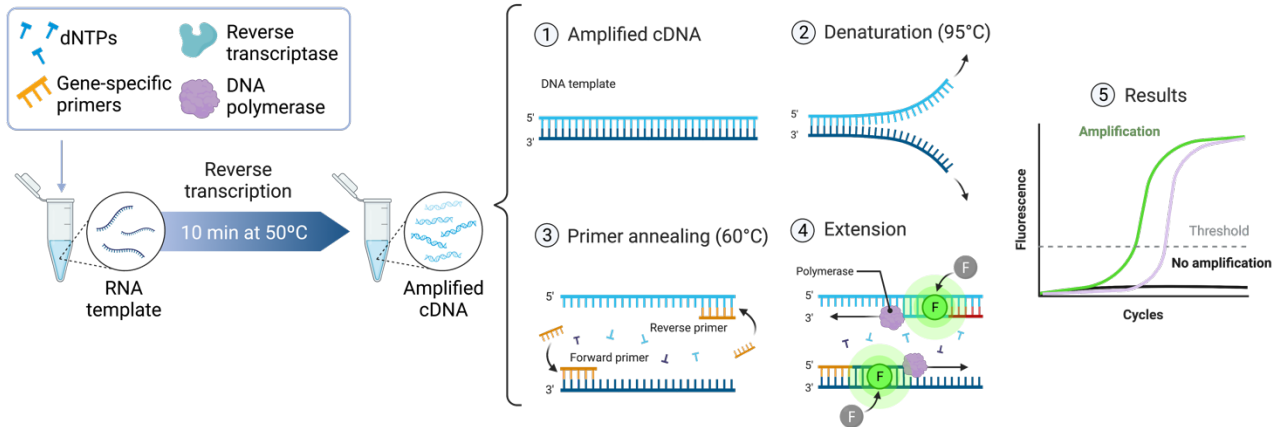 dNTPs
Reverse
transcriptase
Gene-specific
primers
DNA
polymerase
Reverse
transcription
10 min at 50ºC
RNA
template
Amplified
cDNA
1 Amplified cDNA
DNA template
5'
3'
2 Denaturation (95°C)
5'
3'
3 Primer annealing (60°C)
5'
Reverse primer
Forward primer
3'
4 Extension
Polymerase
F
5'
F
3'
5'
F
3'
F
5 Results
Amplification
Fluorescence
Threshold
No amplification
Cycles